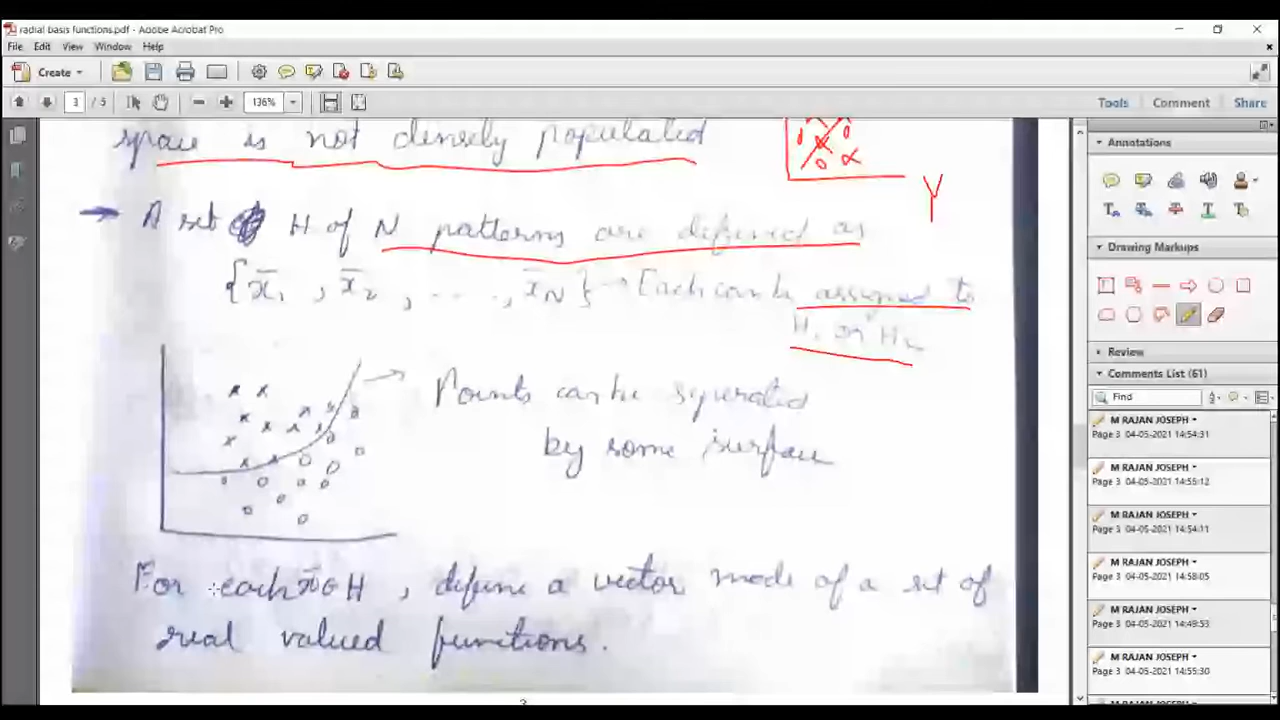 radial basis functions.pdf - Adobe Acrobat Pro
File Edit View Window Help
Create
3 / 5 136% Tools Comment Share
space is not densely populated
Y
A set H of N patterns are defined as
{x̄1, x̄2, ...., x̄N} → Each can be assigned to
H1 or H2
→ Points can be seperated
by some surface
For each x̄ ∈ H, define a vector made of a set of
real valued functions.
3
Annotations
T T T T T
Drawing Markups
T
Review
Comments List (61)
Find
M RAJAN JOSEPH
Page 3 04-05-2021 14:54:31
M RAJAN JOSEPH
Page 3 04-05-2021 14:55:12
M RAJAN JOSEPH
Page 3 04-05-2021 14:54:11
M RAJAN JOSEPH
Page 3 04-05-2021 14:58:05
M RAJAN JOSEPH
Page 3 04-05-2021 14:49:53
M RAJAN JOSEPH
Page 3 04-05-2021 14:55:30
M RAJAN JOSEPH